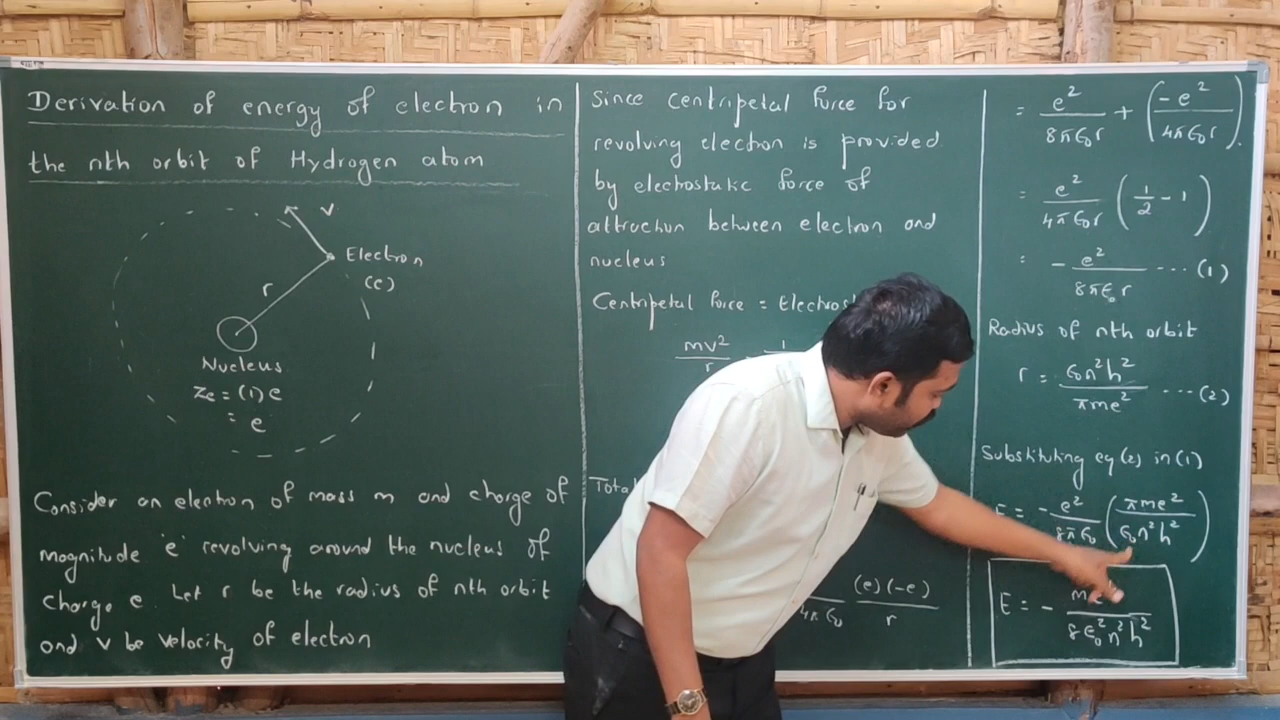 Derivation of energy of electron in
the nth orbit of Hydrogen atom
v
Electron
(e)
r
Nucleus
Ze = (1) e
= e
Consider an electron of mass m and charge of
magnitude 'e' revolving around the nucleus of
charge e. Let r be the radius of nth orbit
and v be velocity of electron
Since Centripetal force for
revolving electron is provided
by electrostatic force of
attraction between electron and
nucleus
Centripetal force =
mv²/r
Total
4πϵ₀ (e)(-e)/r
= e²/8πϵ₀r + (-e²/4πϵ₀r).
= e²/4πϵ₀r (1/2 - 1)
= - e²/8πϵ₀r ---- (1)
Radius of nth orbit
r = ϵ₀n²h²/πme² ---- (2)
Substituting eq (2) in (1)
E = - e²/8πϵ₀ (πme²/ϵ₀n²h²)
E = - m /8ϵ₀²n²h²